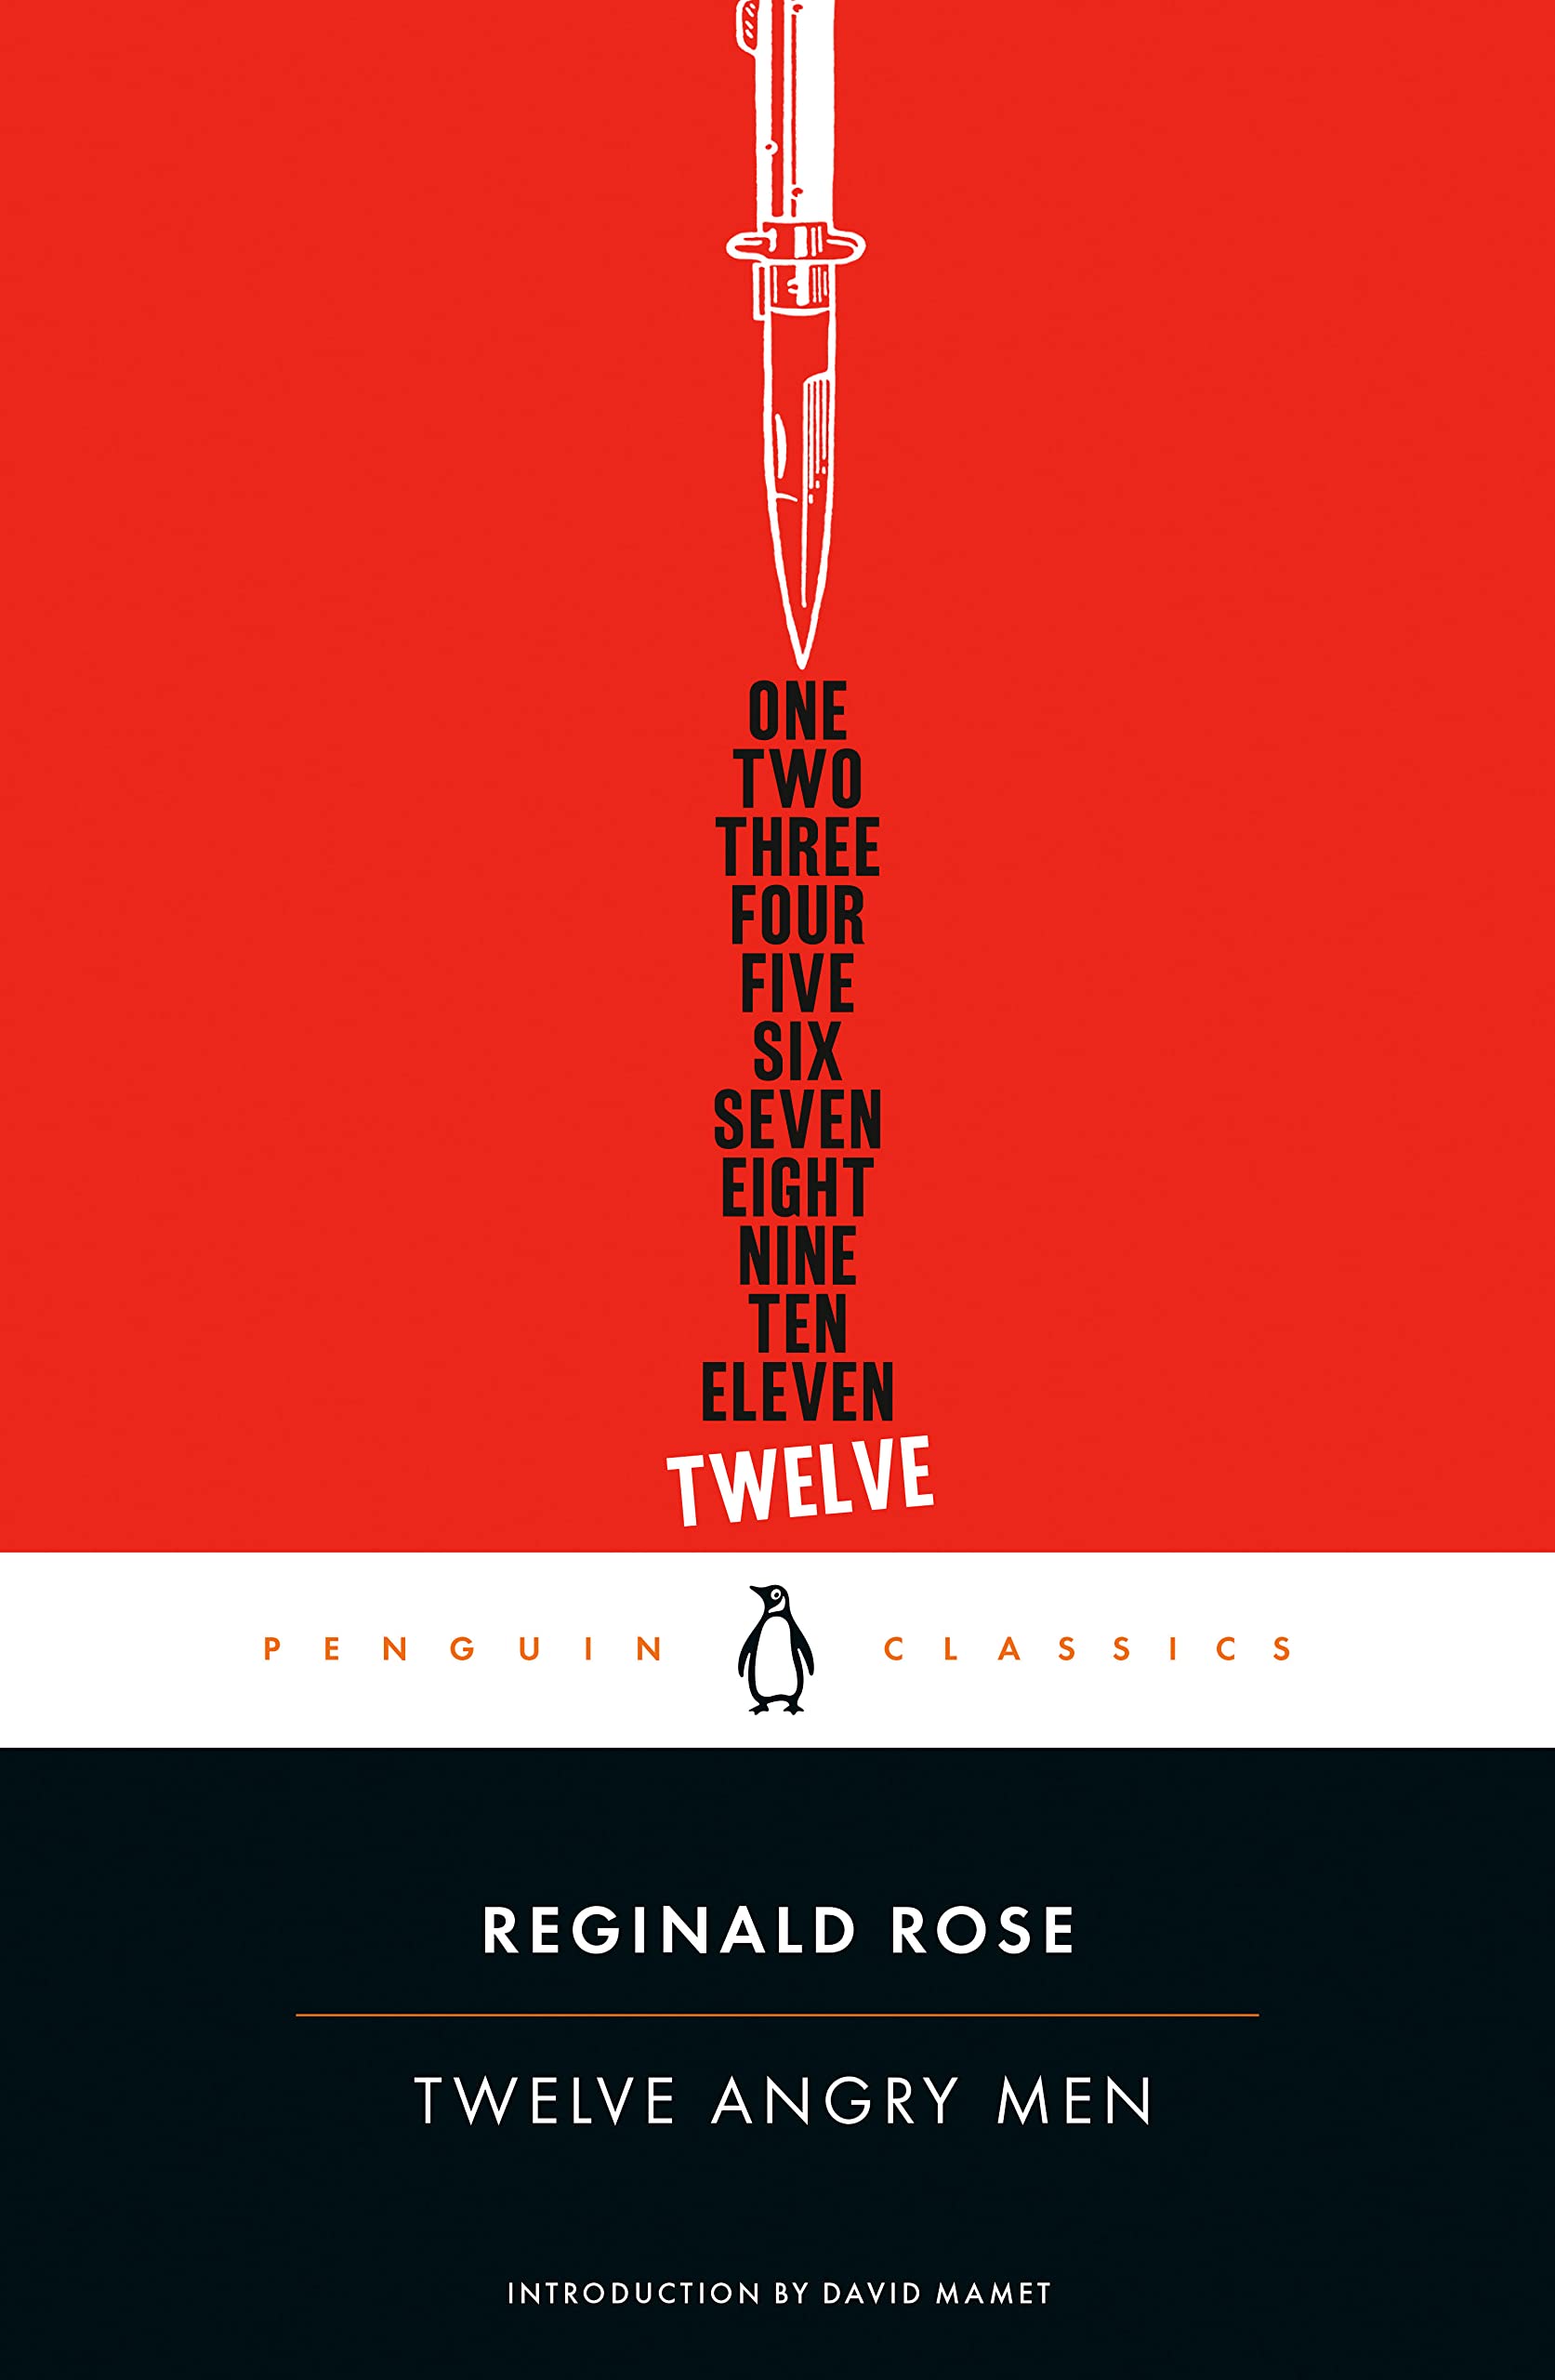 ONE
TWO
THREE
FOUR
FIVE
SIX
SEVEN
EIGHT
NINE
TEN
ELEVEN
TWELVE
PENGUIN CLASSICS
REGINALD ROSE
TWELVE ANGRY MEN
INTRODUCTION BY DAVID MAMET